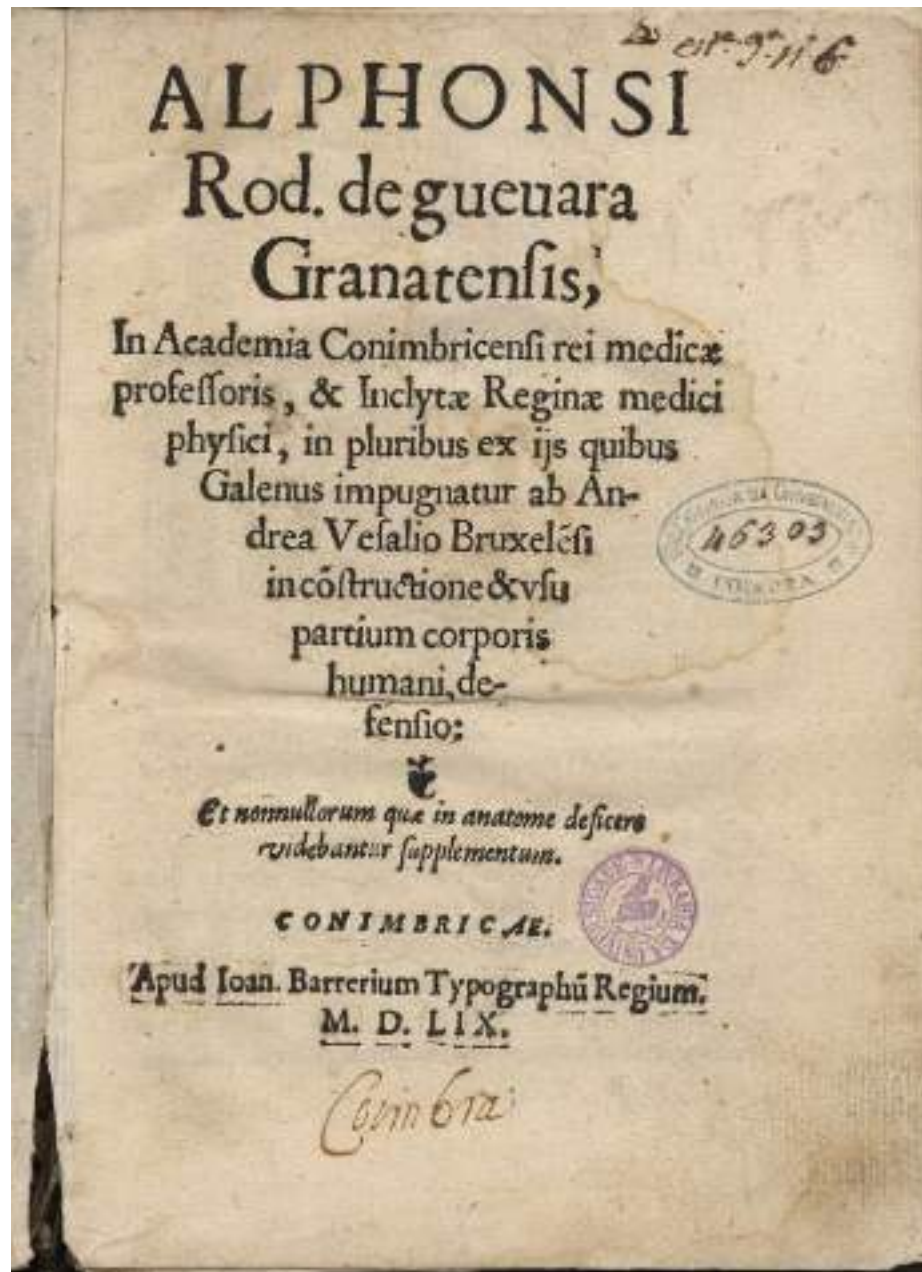 ALPHONSI
Rod. de gueuara
Granatensis,
In Academia Conimbricensi rei medicæ
professoris, & Inclytæ Reginæ medici
physici, in pluribus ex ijs quibus
Galenus impugnatur ab An-
drea Vesalio Bruxelẽsi
in cõstructione & vsu
partium corporis
humani, de-
fensio:
Et nonnullorum quæ in anatome deficere
videbantur supplementum.
CONIMBRICAE.
Apud Ioan. Barrerium Typographũ Regium.
M. D. LIX.
Coimbra
46303
COIMBRA